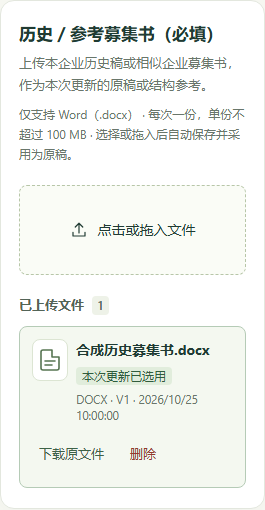 历史 / 参考募集书（必填）
上传本企业历史稿或相似企业募集书，
作为本次更新的原稿或结构参考。
仅支持 Word（.docx）· 每次一份，单份不
超过 100 MB · 选择或拖入后自动保存并采
用为原稿。
点击或拖入文件
已上传文件 1
合成历史募集书.docx
本次更新已选用
DOCX · V1 · 2026/10/25
10:00:00
下载原文件 删除